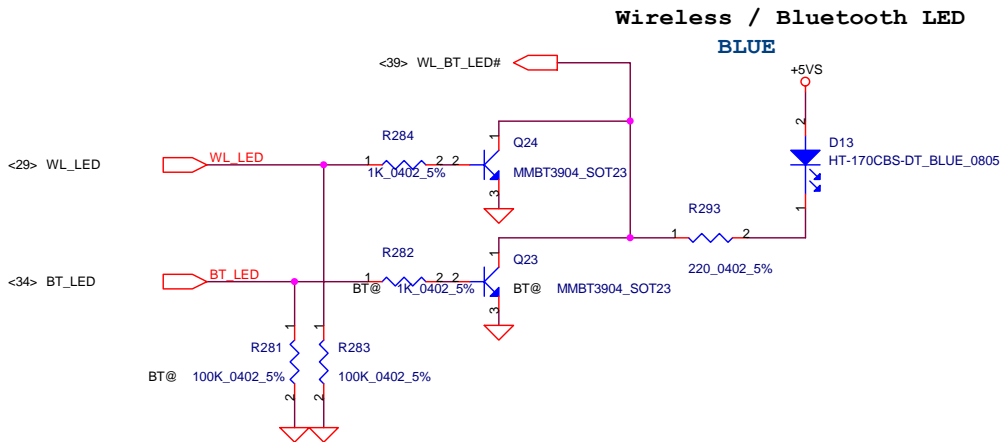 Wireless / Bluetooth LED
BLUE
<39> WL_BT_LED#
+5VS
2
D13
HT-170CBS-DT_BLUE_0805
1
R284
1
Q24
<29> WL_LED
WL_LED
1
2
2
1K_0402_5%
MMBT3904_SOT23
3
R293
1
2
220_0402_5%
R282
1
Q23
<34> BT_LED
BT_LED
1
2
2
BT@
1K_0402_5%
BT@
MMBT3904_SOT23
3
1
1
R281
R283
BT@
100K_0402_5%
100K_0402_5%
2
2